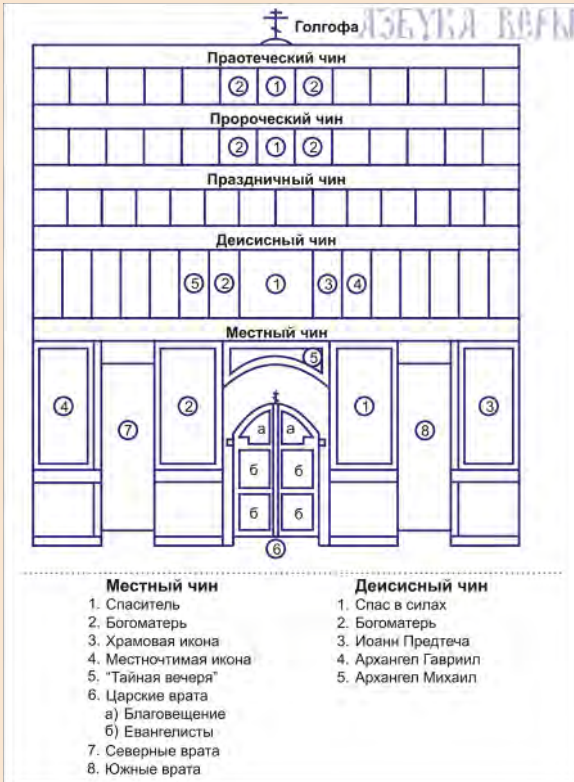 Голгофа АЗБУКА ВЕРЫ
Праотеческий чин
2 1 2
Пророческий чин
2 1 2
Праздничный чин
Деисисный чин
5 2 1 3 4
Местный чин
5
4 2 1 3
7 8
а а
б б
б б
6
Местный чин
1. Спаситель
2. Богоматерь
3. Храмовая икона
4. Местночтимая икона
5. "Тайная вечеря"
6. Царские врата
а) Благовещение
б) Евангелисты
7. Северные врата
8. Южные врата
Деисисный чин
1. Спас в силах
2. Богоматерь
3. Иоанн Предтеча
4. Архангел Гавриил
5. Архангел Михаил